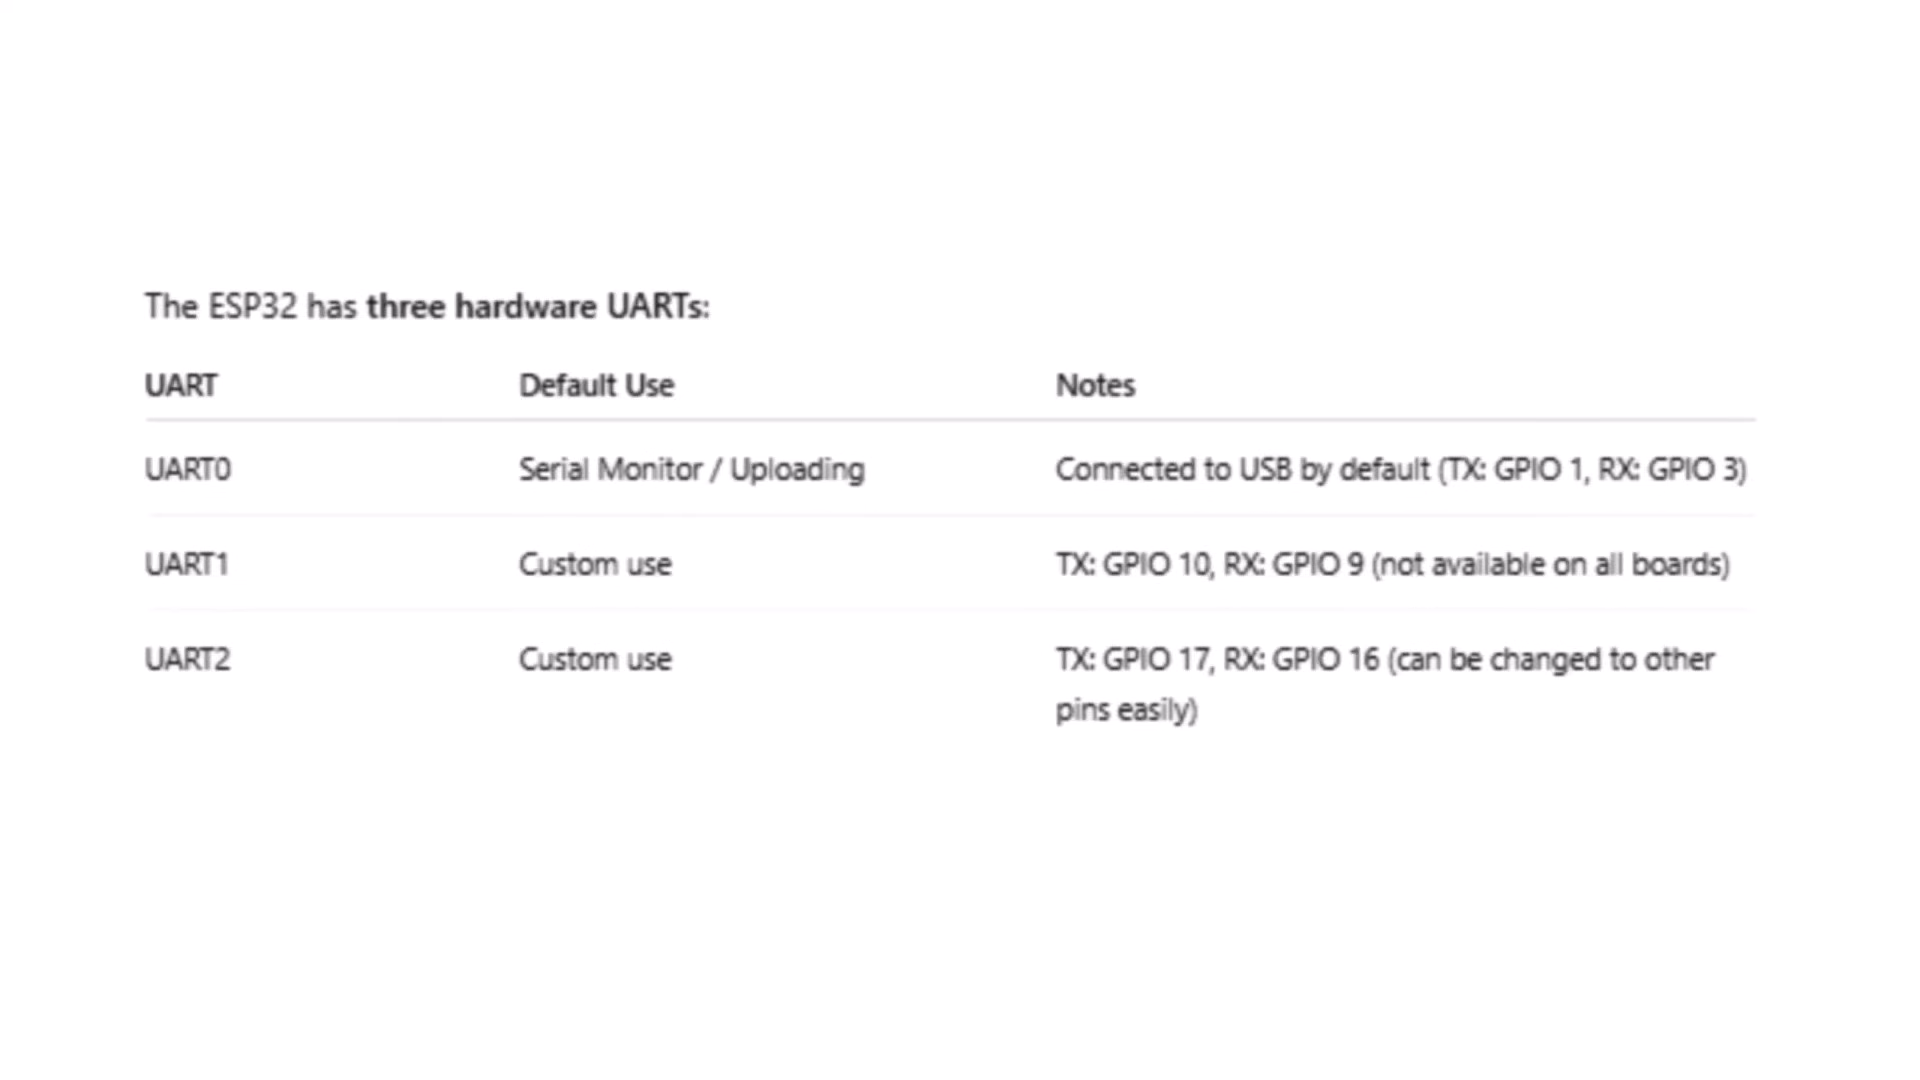 The ESP32 has three hardware UARTs:
UART Default Use Notes
UART0 Serial Monitor / Uploading Connected to USB by default (TX: GPIO 1, RX: GPIO 3)
UART1 Custom use TX: GPIO 10, RX: GPIO 9 (not available on all boards)
UART2 Custom use TX: GPIO 17, RX: GPIO 16 (can be changed to other
pins easily)